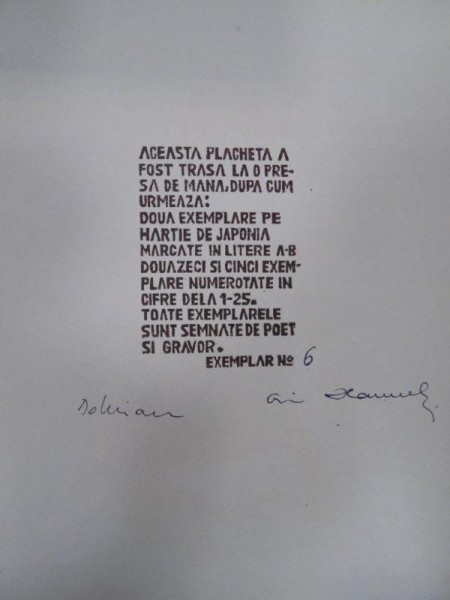 ACEASTA PLACHETA A
FOST TRASA LA O PRE-
SA DE MANA, DUPA CUM
URMEAZA:
DOUA EXEMPLARE PE
HARTIE DE JAPONIA
MARCATE IN LITERE A-B
DOUAZECI SI CINCI EXEM-
PLARE NUMEROTATE IN
CIFRE DELA 1-25.
TOATE EXEMPLARELE
SUNT SEMNATE DE POET
SI GRAVOR.
EXEMPLAR No 6